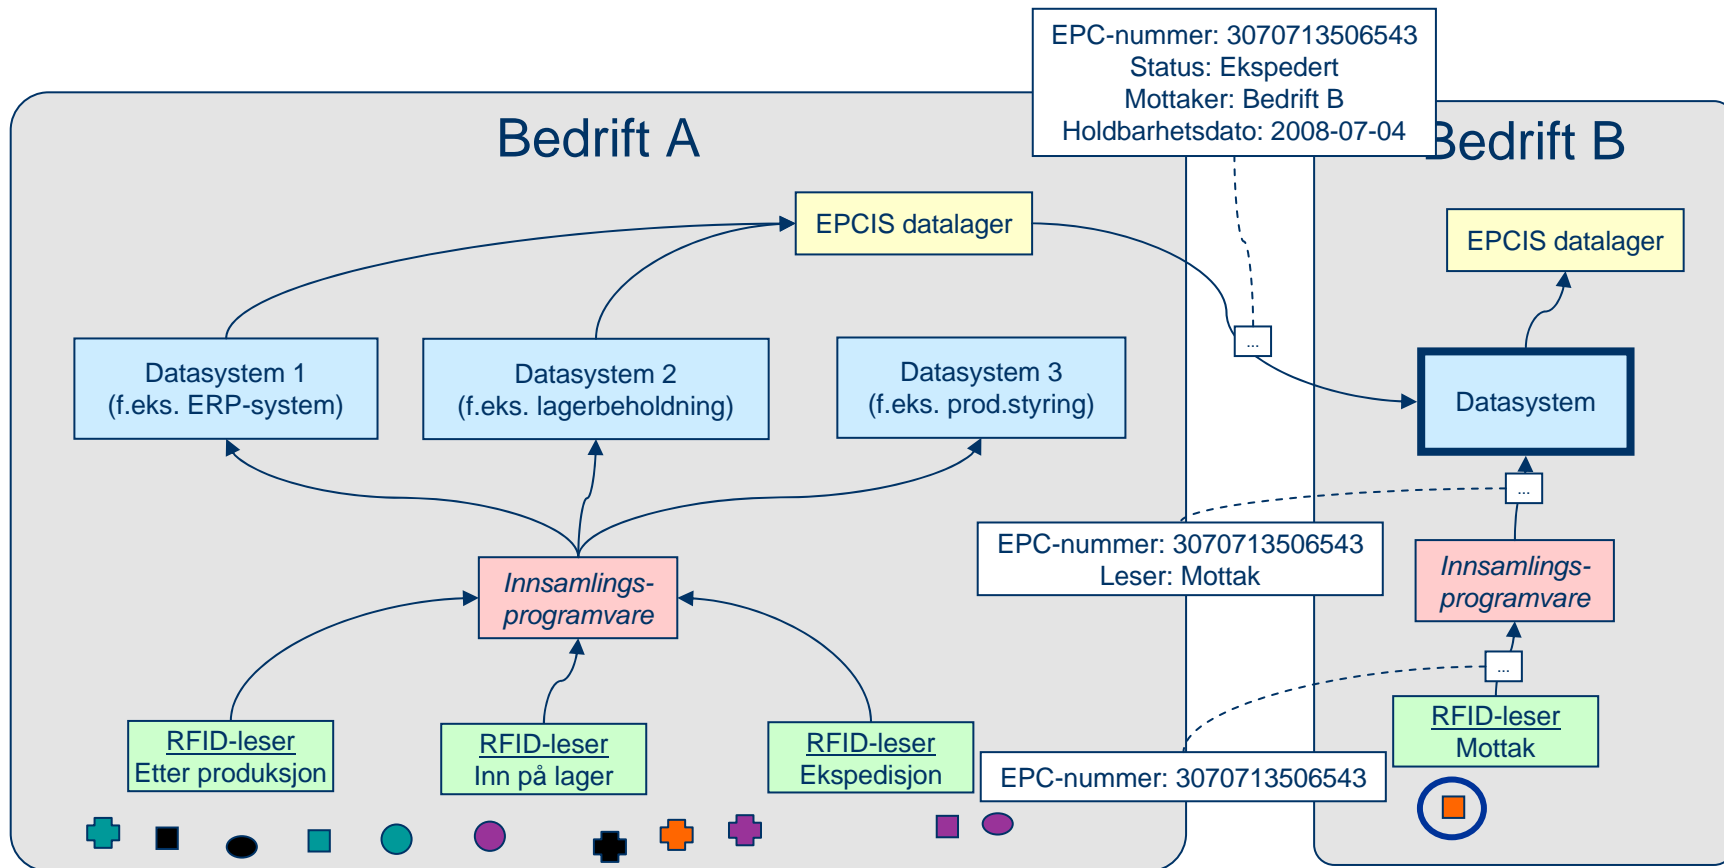 EPC-nummer: 3070713506543
Status: Ekspedert
Mottaker: Bedrift B
Holdbarhetsdato: 2008-07-04
Bedrift A
Bedrift B
EPCIS datalager
EPCIS datalager
...
Datasystem 1
(f.eks. ERP-system)
Datasystem 2
(f.eks. lagerbeholdning)
Datasystem 3
(f.eks. prod.styring)
Datasystem
...
EPC-nummer: 3070713506543
Leser: Mottak
Innsamlings-
programvare
Innsamlings-
programvare
...
RFID-leser
Etter produksjon
RFID-leser
Inn på lager
RFID-leser
Ekspedisjon
EPC-nummer: 3070713506543
RFID-leser
Mottak